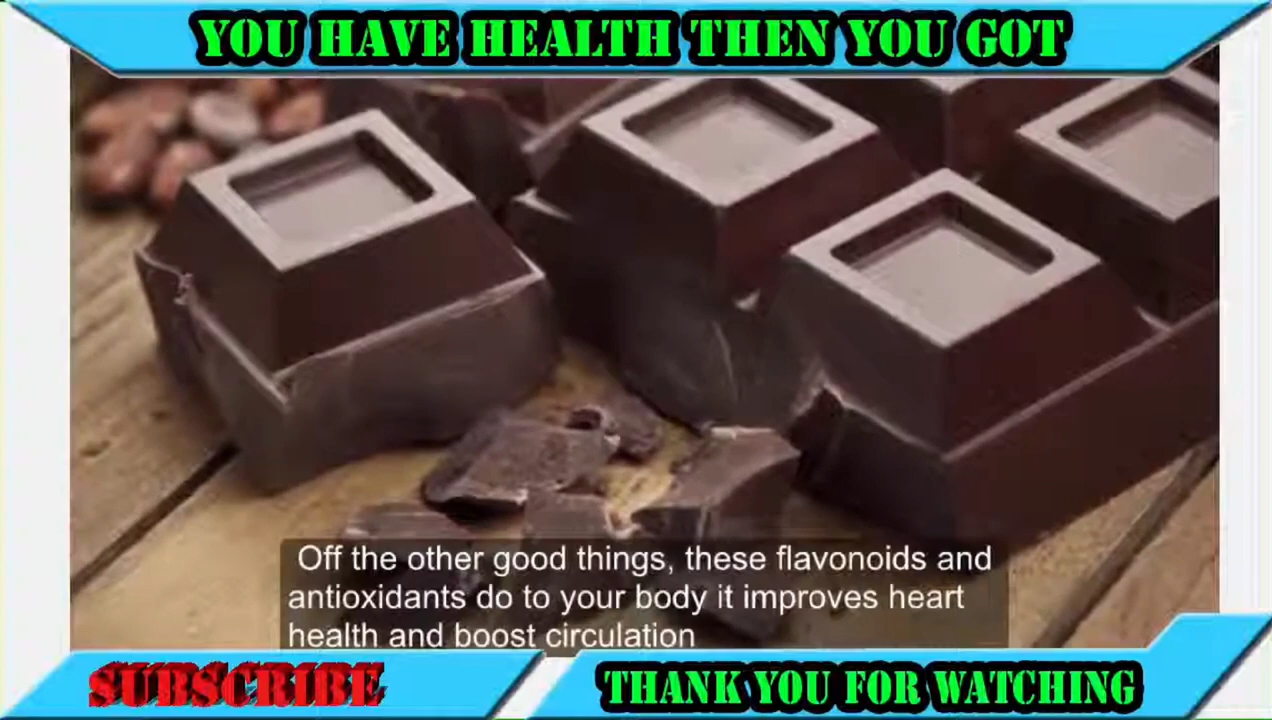 YOU HAVE HEALTH THEN YOU GOT
Off the other good things, these flavonoids and
antioxidants do to your body it improves heart
health and boost circulation
SUBSCRIBE
THANK YOU FOR WATCHING